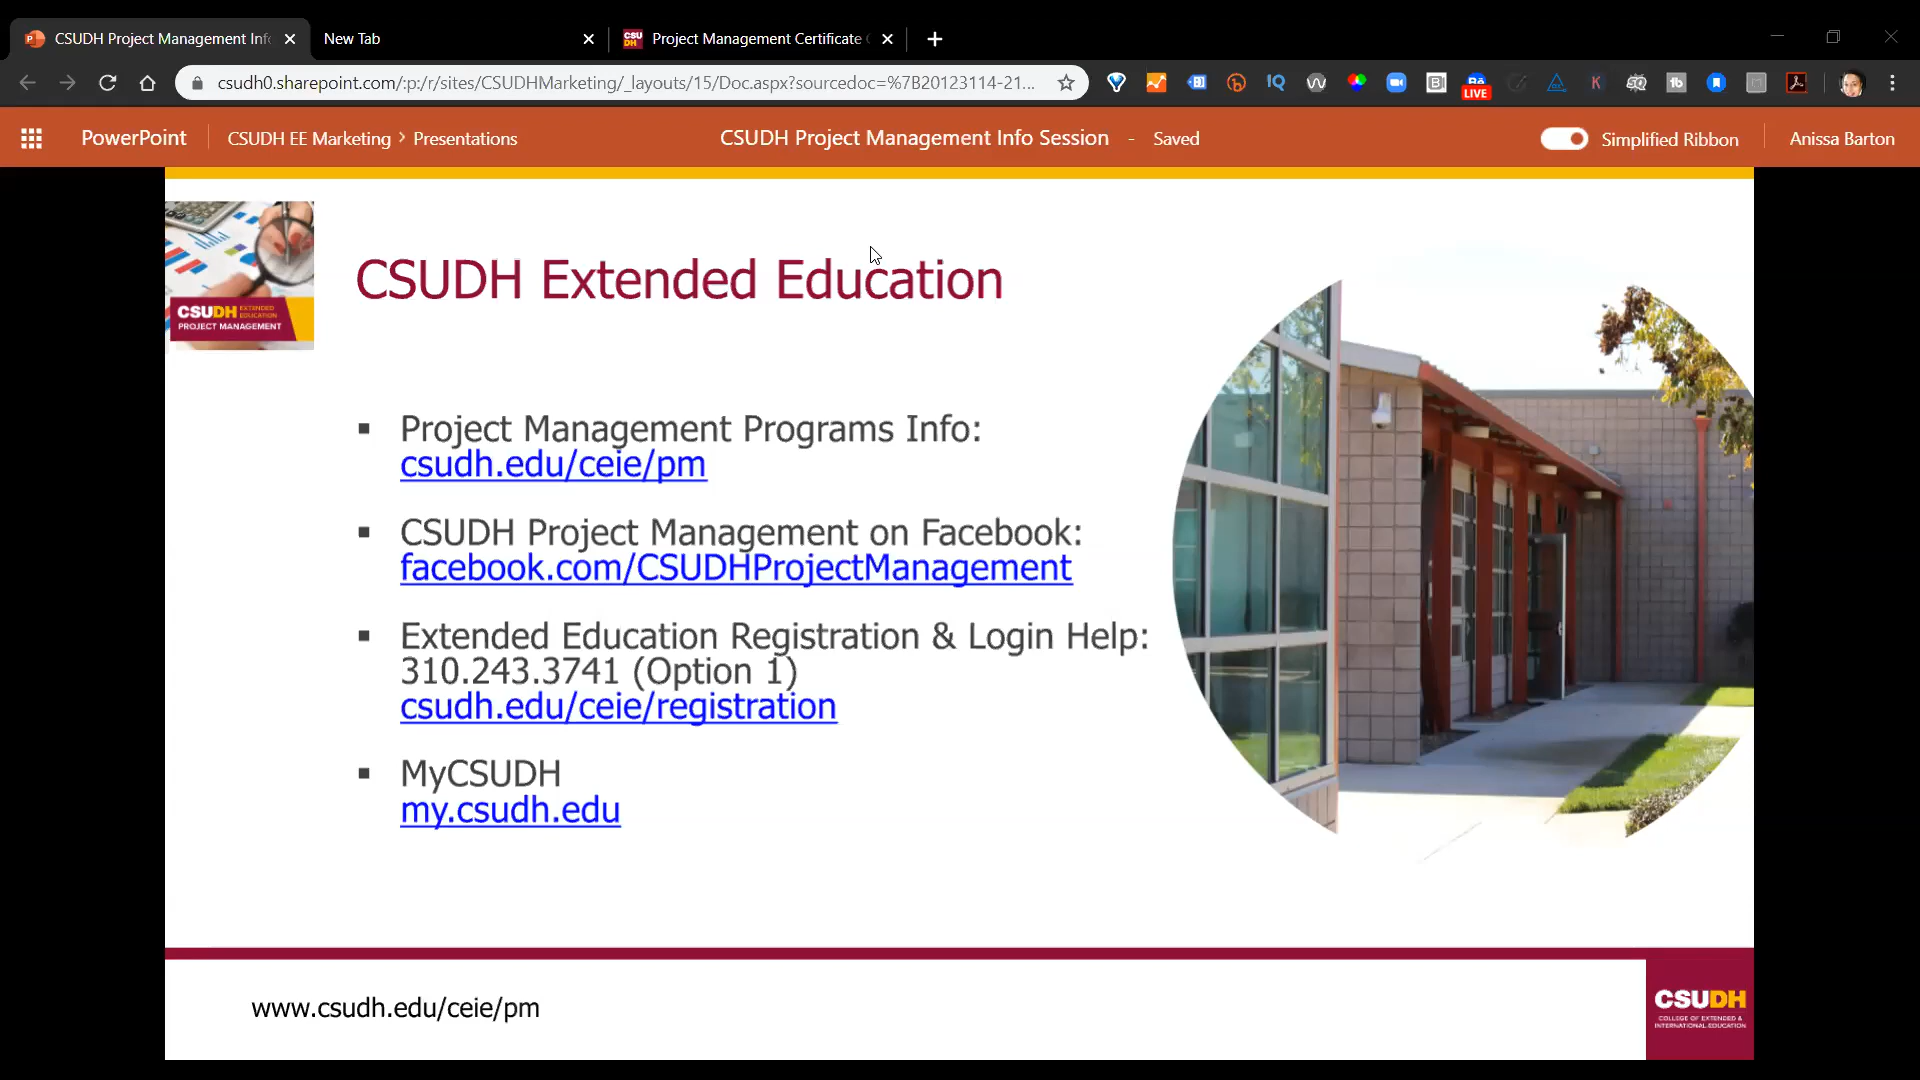 CSUDH Project Management Inf
New Tab
CSU
DH
Project Management Certificate
csudh0.sharepoint.com/:p:/r/sites/CSUDHMarketing/_layouts/15/Doc.aspx?sourcedoc=%7B20123114-21...
LIVE
PowerPoint
CSUDH EE Marketing > Presentations
CSUDH Project Management Info Session - Saved
Simplified Ribbon
Anissa Barton
CSUDH EXTENDED EDUCATION
PROJECT MANAGEMENT
CSUDH Extended Education
▪ Project Management Programs Info:
csudh.edu/ceie/pm
▪ CSUDH Project Management on Facebook:
facebook.com/CSUDHProjectManagement
▪ Extended Education Registration & Login Help:
310.243.3741 (Option 1)
csudh.edu/ceie/registration
▪ MyCSUDH
my.csudh.edu
www.csudh.edu/ceie/pm
CSUDH
COLLEGE OF EXTENDED &
INTERNATIONAL EDUCATION